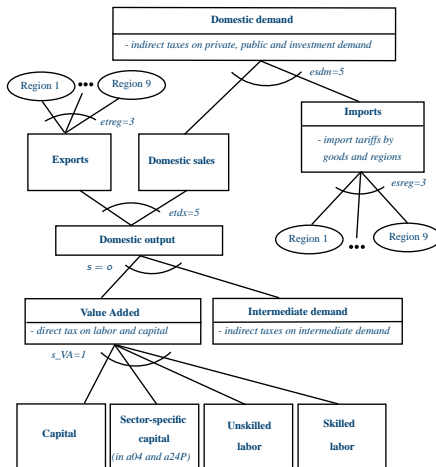 Domestic demand
- indirect taxes on private, public and investment demand
esdm=5
Region 1
•••
Region 9
etreg=3
Imports
- import tariffs by
goods and regions
Exports
Domestic sales
esreg=3
etdx=5
Region 1
•••
Region 9
Domestic output
s = o
Value Added
- direct tax on labor and capital
Intermediate demand
- indirect taxes on intermediate demand
s_VA=1
Capital
Sector-specific
capital
(in a04 and a24P)
Unskilled
labor
Skilled
labor